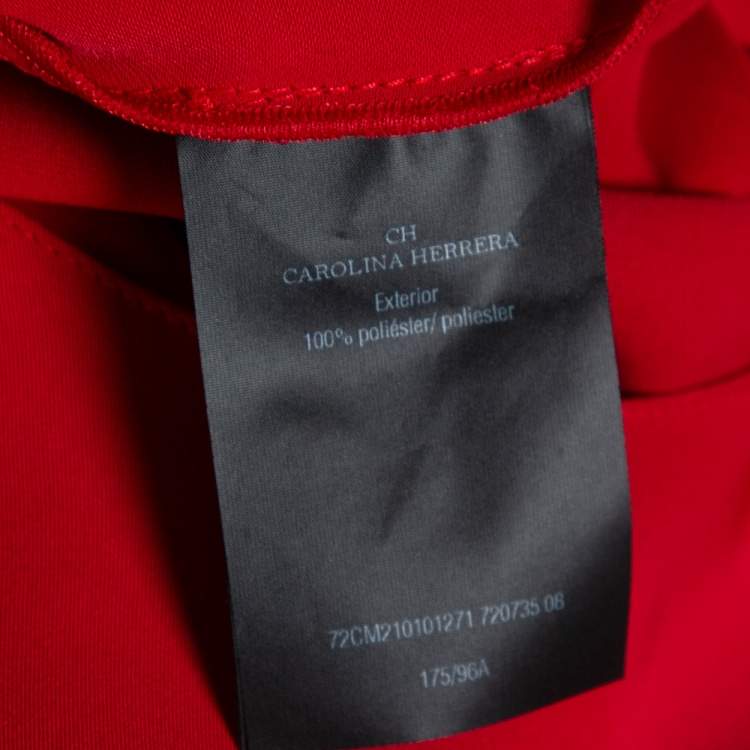 CH
CAROLINA HERRERA
Exterior
100% poliéster/ poliester
72CM210101271 720735 08
175/96A